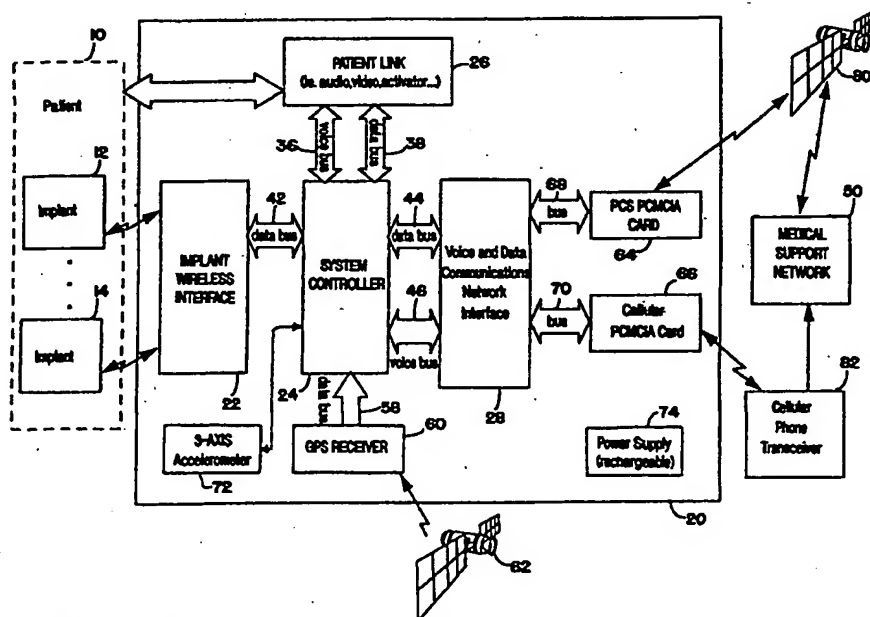 10
Patient
12
Implant
14
Implant
PATIENT LINK
(ie. audio,video,activator...)
26
36
voice bus
data bus
38
IMPLANT
WIRELESS
INTERFACE
22
42
data bus
SYSTEM
CONTROLLER
24
44
data bus
46
voice bus
Voice and Data
Communications
Network
Interface
28
68
bus
PCS PCMCIA
CARD
64
70
bus
66
Cellular
PCMCIA Card
data bus
58
GPS RECEIVER
60
3-AXIS
Accelerometer
72
74
Power Supply
(rechargeable)
20
62
80
50
MEDICAL
SUPPORT
NETWORK
82
Cellular
Phone
Transceiver